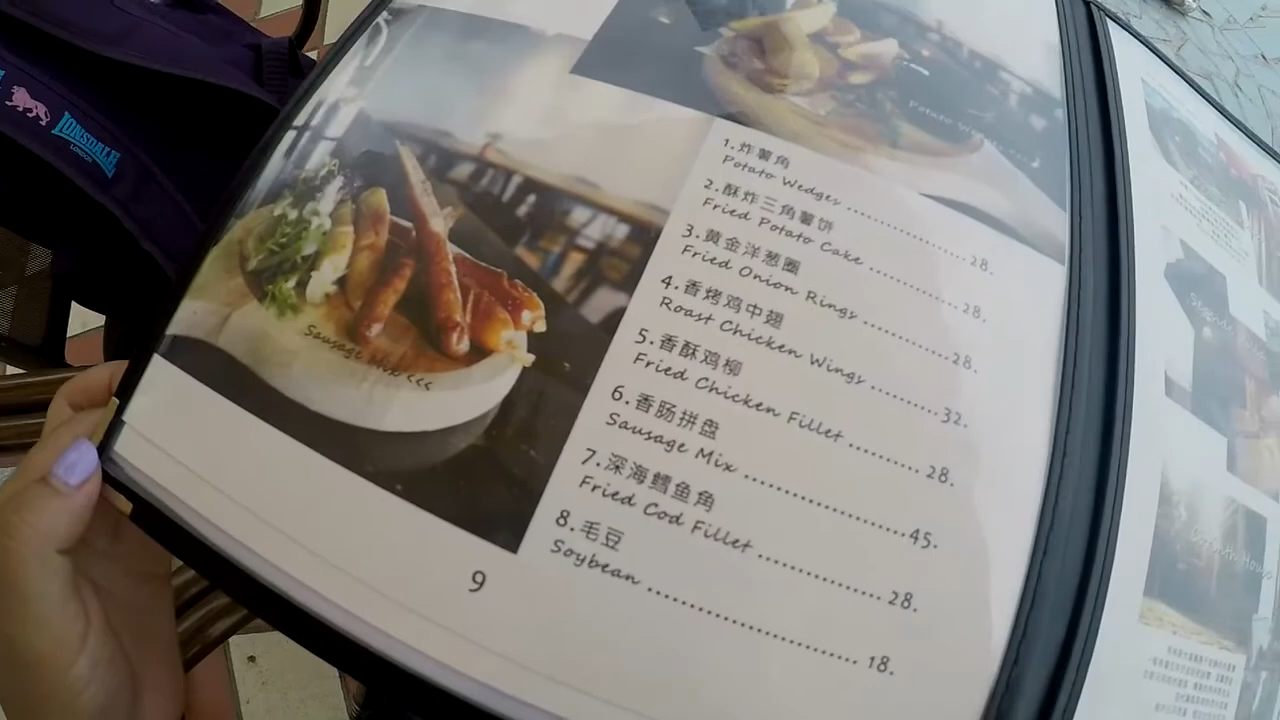 LONSDALE
LONDON
Potato We
1.炸薯角
Potato Wedges ........................28.
2.酥炸三角薯饼
Fried Potato Cake ....................28.
3.黄金洋葱圈
Fried Onion Rings ....................28.
4.香烤鸡中翅
Roast Chicken Wings ................32.
5.香酥鸡柳
Fried Chicken Fillet ................28.
6.香肠拼盘
Sausage Mix ..........................45.
7.深海鳕鱼角
Fried Cod Fillet .....................28.
8.毛豆
Soybean ...............................18.
Sausage Mix <<<
9